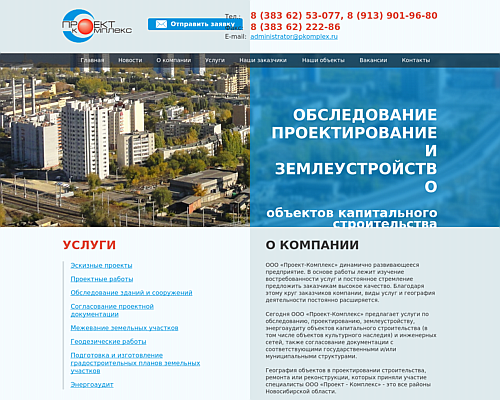 ПРОЕКТ
КОМПЛЕКС
Отправить заявку
Тел.:
8 (383 62) 53-077, 8 (913) 901-96-80
8 (383 62) 222-86
E-mail: administrator@pkomplex.ru
Главная Новости О компании Услуги Наши заказчики Наши объекты Вакансии Контакты
ОБСЛЕДОВАНИЕ
ПРОЕКТИРОВАНИЕ
И
ЗЕМЛЕУСТРОЙСТВ
О
объектов капитального
строительства
УСЛУГИ
Эскизные проекты
Проектные работы
Обследование зданий и сооружений
Согласование проектной
документации
Межевание земельных участков
Геодезические работы
Подготовка и изготовление
градостроительных планов земельных
участков
Энергоаудит
О КОМПАНИИ
ООО «Проект-Комплекс» динамично развивающееся
предприятие. В основе работы лежит изучение
востребованности услуг и постоянное стремление
предложить заказчикам высокое качество. Благодаря
этому круг заказчиков компании, виды услуг и география
деятельности постоянно расширяется.
Сегодня ООО «Проект-Комплекс» предлагает услуги по
обследованию, проектированию, землеустройству,
энергоаудиту объектов капитального строительства (в
том числе объектов культурного наследия) и инженерных
сетей, также согласование документации с
соответствующими государственными и/или
муниципальными структурами.
География объектов в проектировании строительства,
ремонта или реконструкции, которых приняли участие
специалисты ООО «Проект - Комплекс» - это все районы
Новосибирской области.